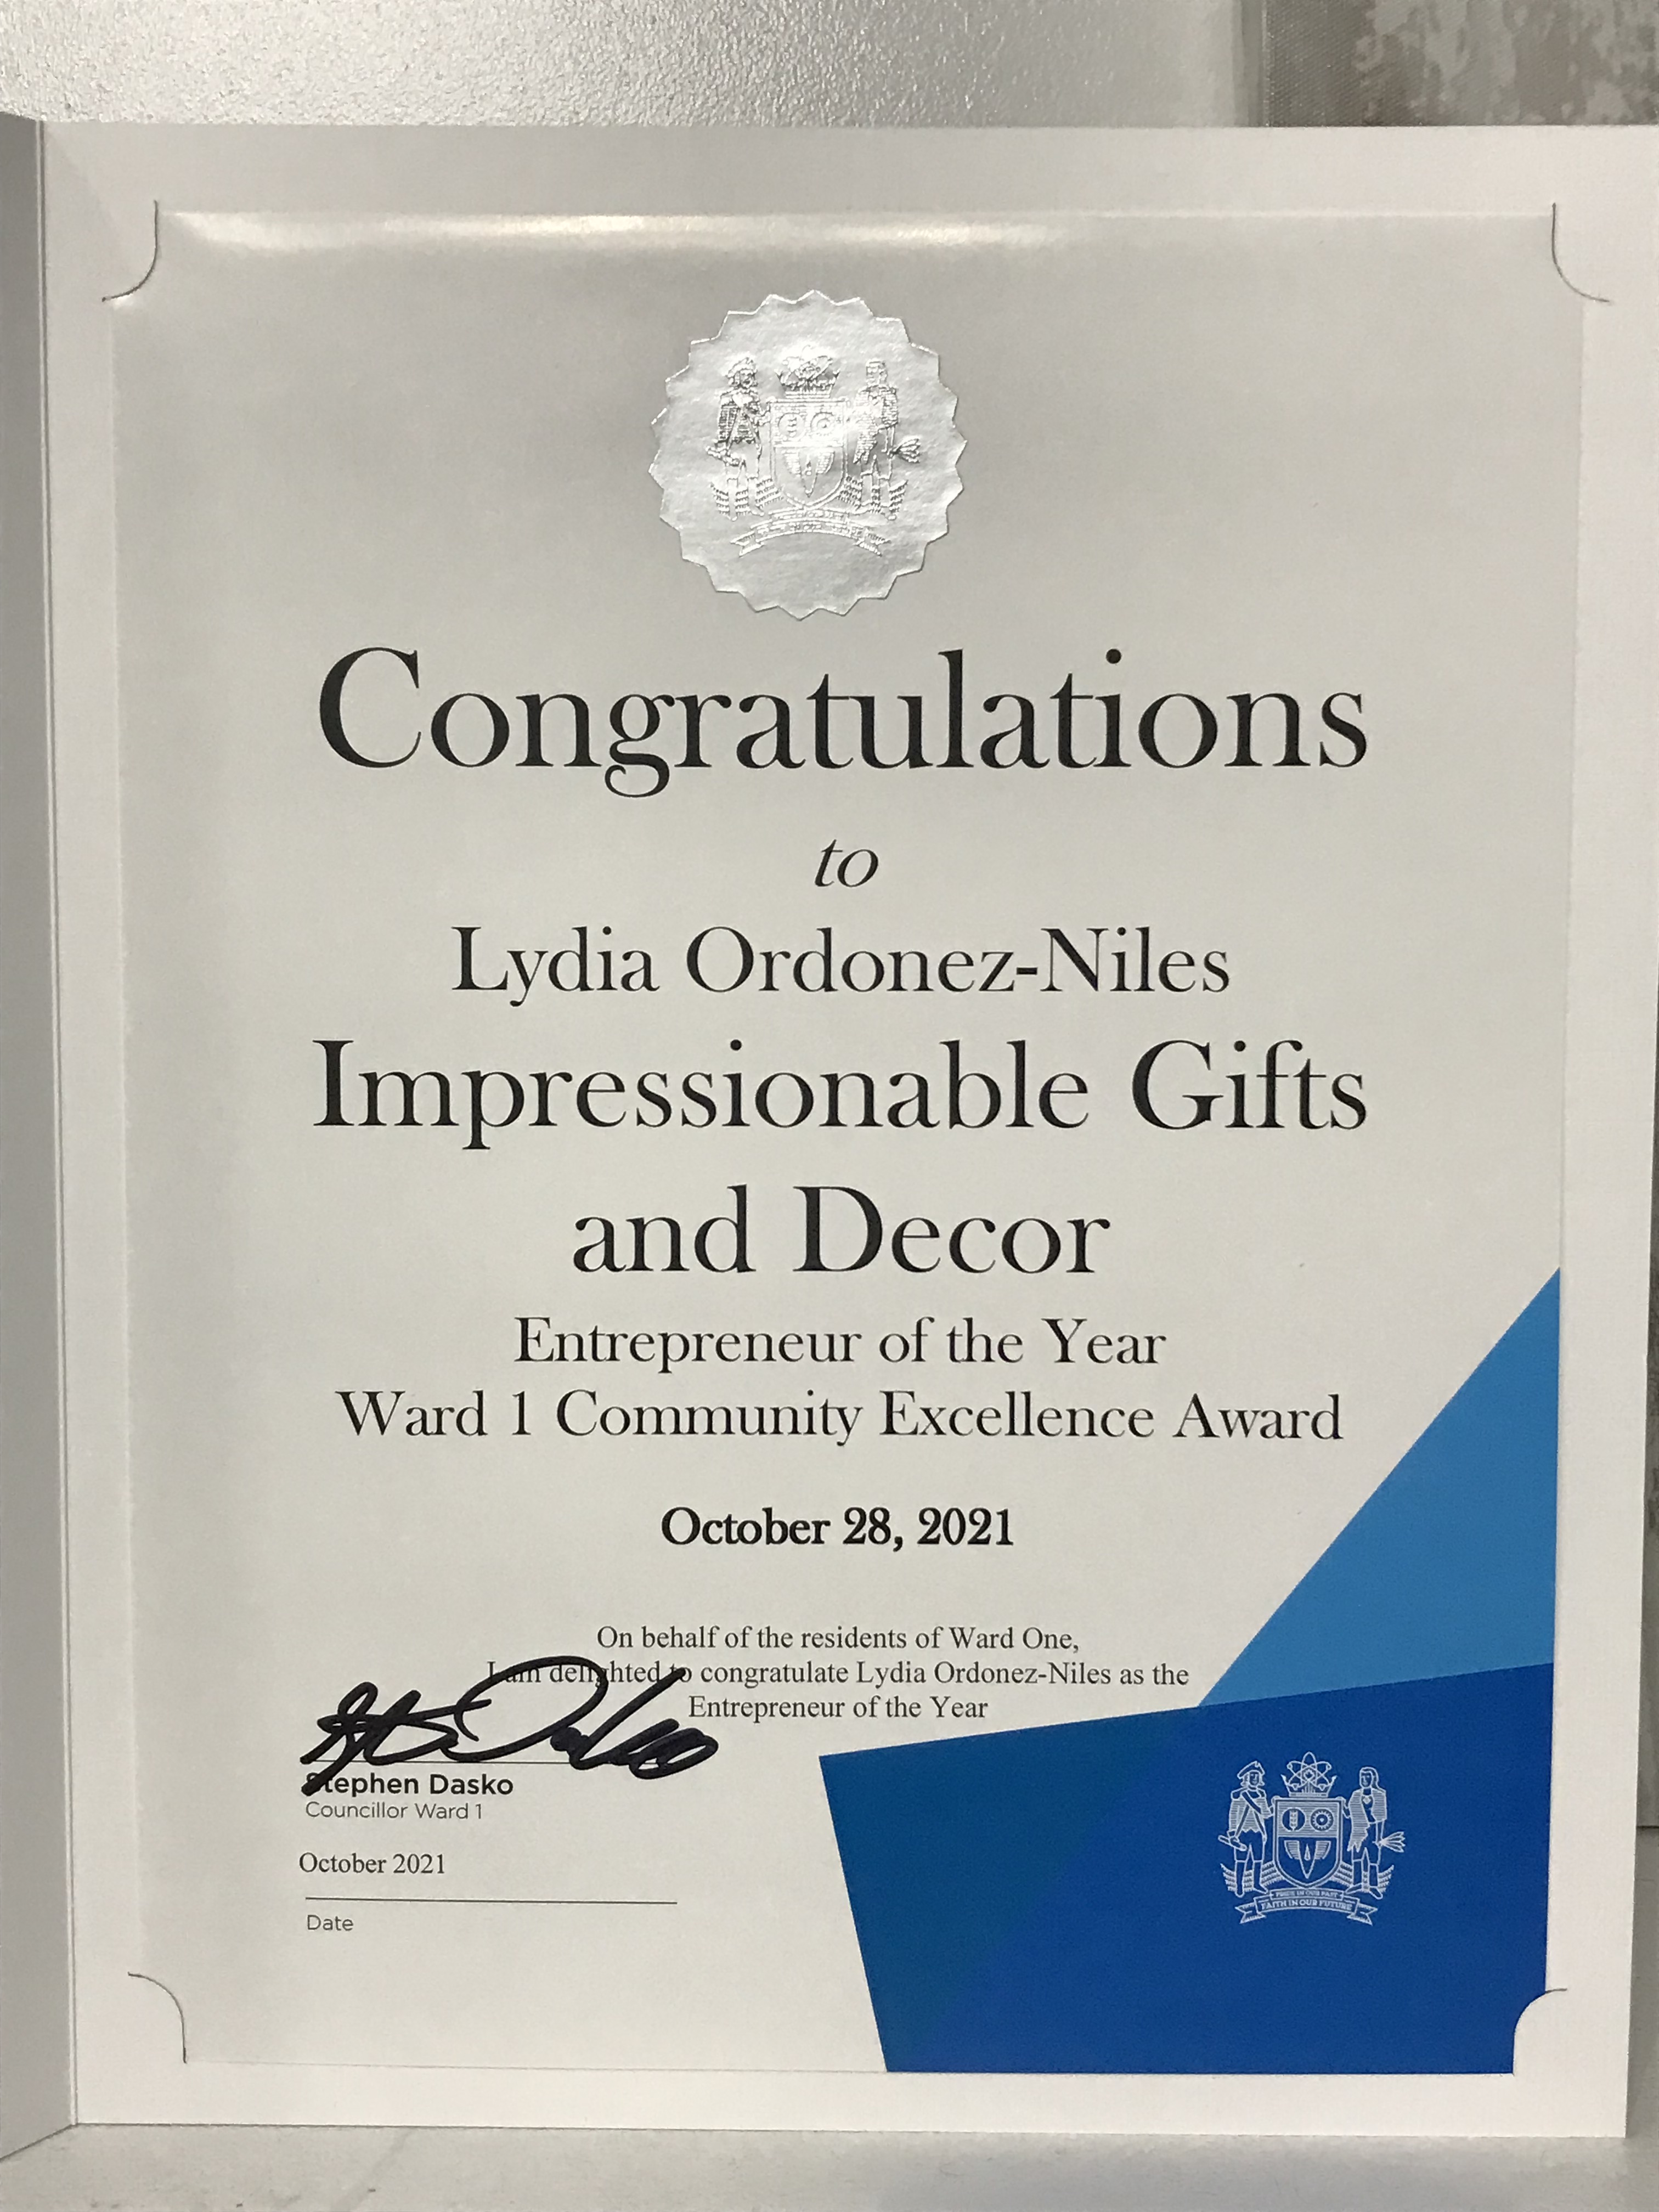 Congratulations
to
Lydia Ordonez-Niles
Impressionable Gifts
and Decor
Entrepreneur of the Year
Ward 1 Community Excellence Award
October 28, 2021
On behalf of the residents of Ward One,
I am delighted to congratulate Lydia Ordonez-Niles as the
Entrepreneur of the Year
Stephen Dasko
Councillor Ward 1
October 2021
Date
PRIDE IN OUR PAST
FAITH IN OUR FUTURE